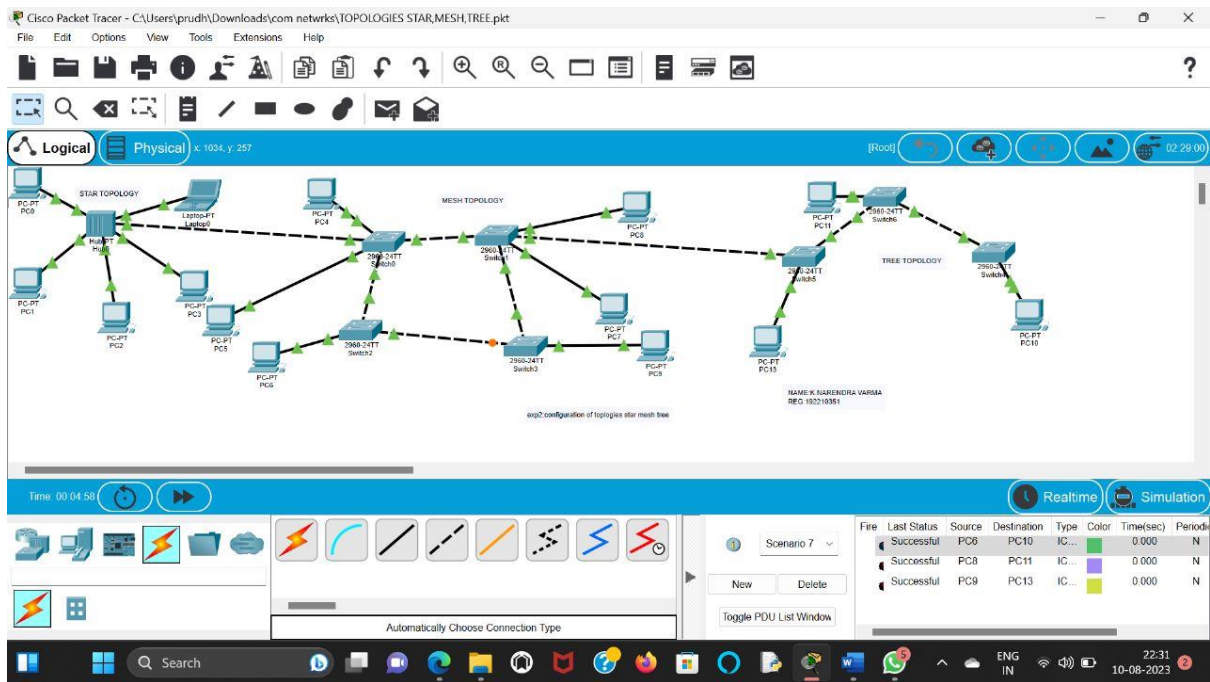 Cisco Packet Tracer - C:\Users\prudh\Downloads\com netwrks\TOPOLOGIES STAR,MESH,TREE.pkt
File Edit Options View Tools Extensions Help
?
Logical
Physical
x: 1034, y: 257
[Root]
02:29:00
STAR TOPOLOGY
PC-PT
PC0
Laptop-PT
Laptop0
Hub-PT
PC-PT
PC1
PC-PT
PC2
PC-PT
PC3
PC-PT
PC5
PC-PT
PC4
MESH TOPOLOGY
2960-24TT
Switch0
2960-24TT
Switch1
PC-PT
PC8
2960-24TT
Switch2
PC-PT
PC6
2960-24TT
Switch3
PC-PT
PC7
PC-PT
PC9
PC-PT
PC11
2960-24TT
Switch6
2960-24TT
Switch5
TREE TOPOLOGY
2960-24TT
PC-PT
PC10
PC-PT
PC13
NAME:K.NARENDRA VARMA
REG:192210351
exp2:configuration of toplogies star mesh tree
Time: 00:04:58
Realtime
Simulation
Automatically Choose Connection Type
Scenario 7
New Delete
Toggle PDU List Window
Fire Last Status Source Destination Type Color Time(sec) Periodi
Successful PC6 PC10 IC... 0.000 N
Successful PC8 PC11 IC... 0.000 N
Successful PC9 PC13 IC... 0.000 N
Search
5
ENG
IN
22:31
10-08-2023
2